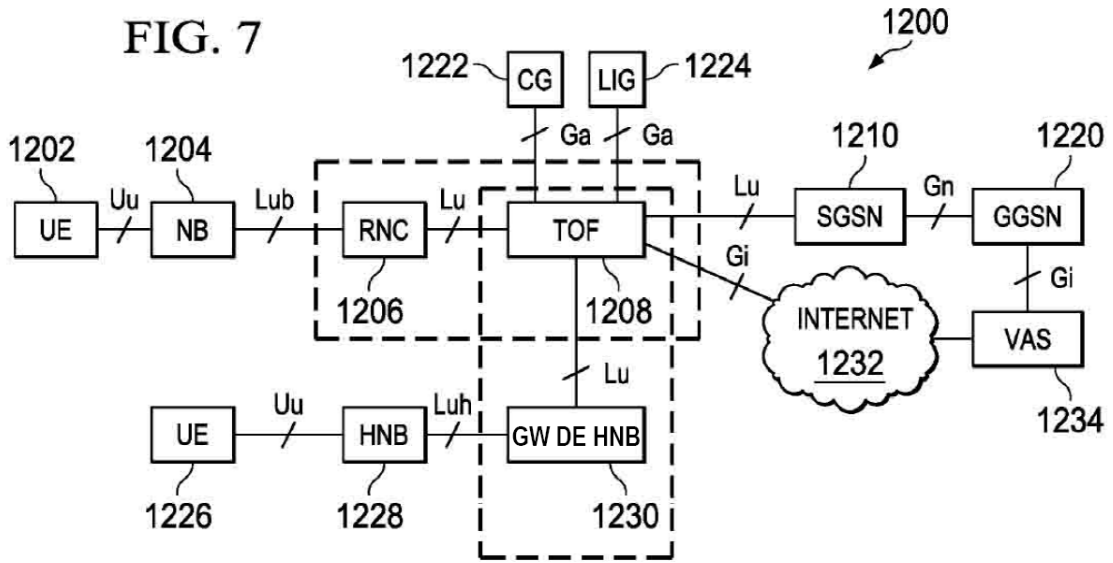 FIG. 7
1200
1222 CG
LIG 1224
Ga Ga
1202 1204 1210 1220
Uu Lub Lu Lu Gn
UE NB RNC TOF SGSN GGSN
Gi Gi
1206 1208
INTERNET
1232
VAS
1234
Lu
Uu Luh
UE HNB GW DE HNB
1226 1228 1230